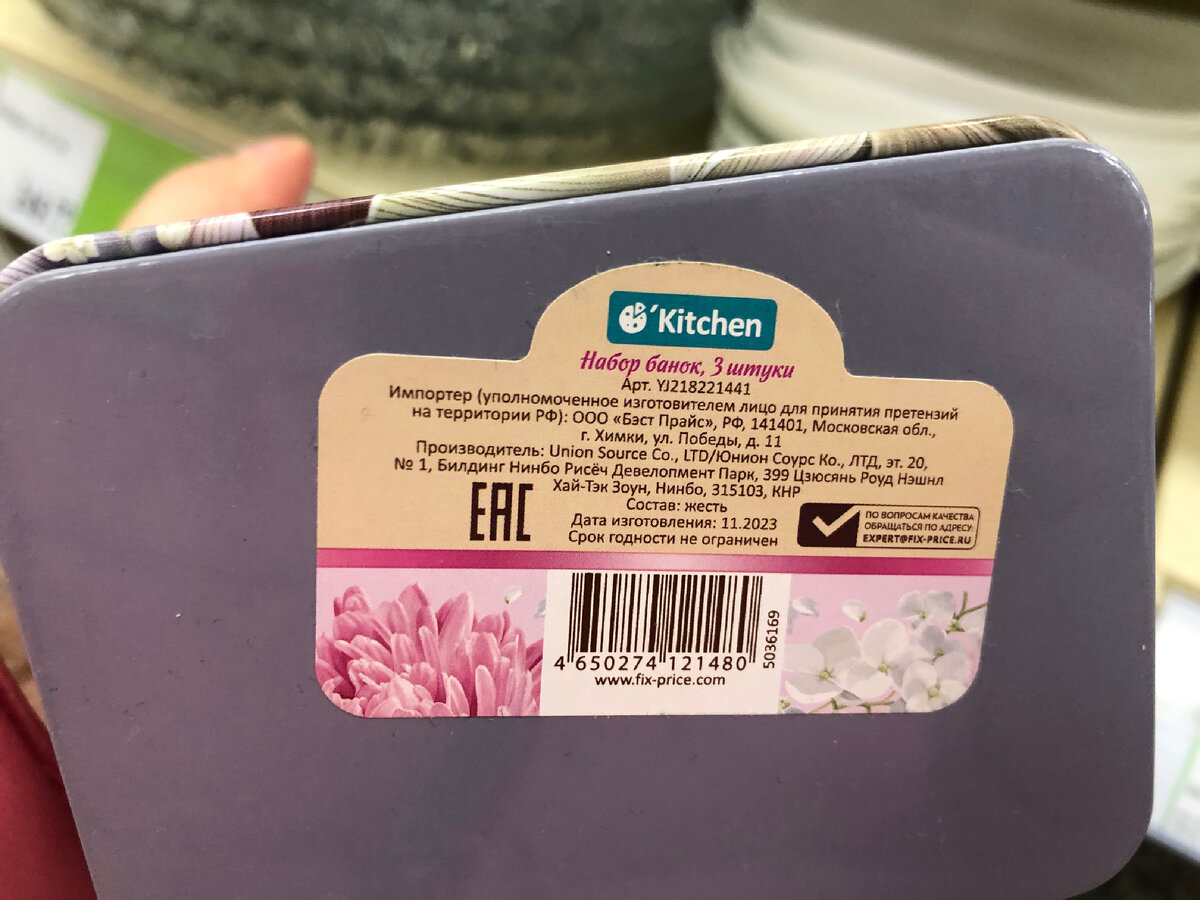 'Kitchen
Набор банок, 3 штуки
Арт. YJ218221441
Импортер (уполномоченное изготовителем лицо для принятия претензий
на территории РФ): ООО «Бэст Прайс», РФ, 141401, Московская обл.,
г. Химки, ул. Победы, д. 11
Производитель: Union Source Co., LTD/Юнион Соурс Ко., ЛТД, эт. 20,
№ 1, Билдинг Нинбо Рисёч Девелопмент Парк, 399 Цзюсянь Роуд Нэшнл
Хай-Тэк Зоун, Нинбо, 315103, КНР
Состав: жесть
Дата изготовления: 11.2023
Срок годности не ограничен
EAC
ПО ВОПРОСАМ КАЧЕСТВА
ОБРАЩАТЬСЯ ПО АДРЕСУ:
EXPERT@FIX-PRICE.RU
4 650274 121480
5036169
www.fix-price.com